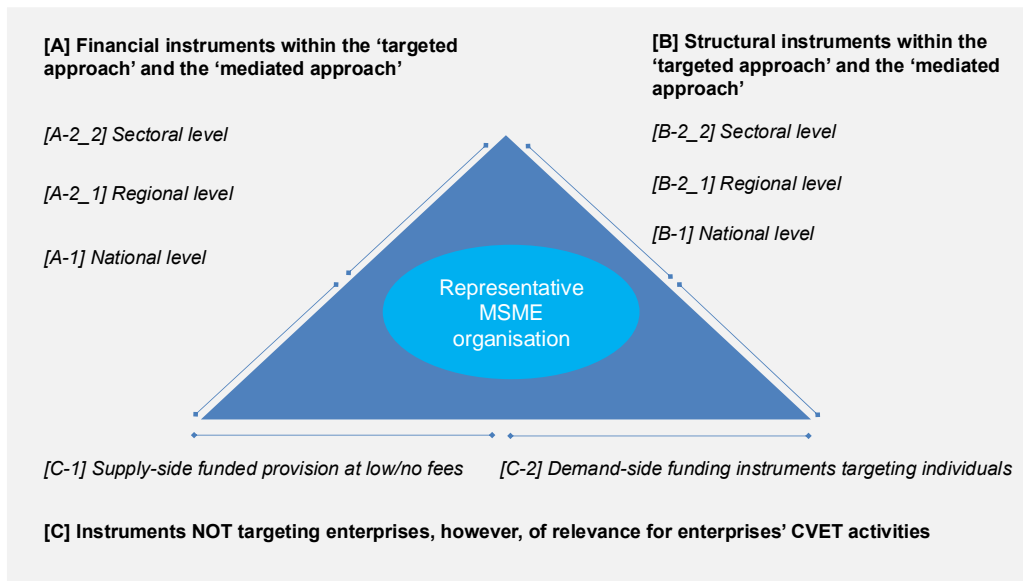 [A] Financial instruments within the ‘targeted
approach’ and the ‘mediated approach’
[A-2_2] Sectoral level
[A-2_1] Regional level
[A-1] National level
[B] Structural instruments within the
‘targeted approach’ and the ‘mediated
approach’
[B-2_2] Sectoral level
[B-2_1] Regional level
[B-1] National level
Representative
MSME
organisation
[C-1] Supply-side funded provision at low/no fees
[C-2] Demand-side funding instruments targeting individuals
[C] Instruments NOT targeting enterprises, however, of relevance for enterprises’ CVET activities